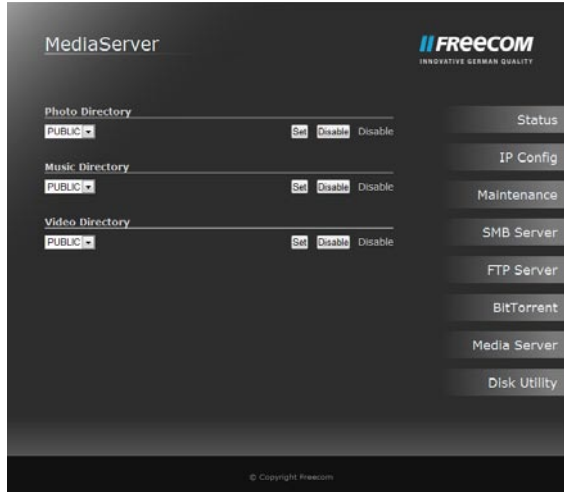 MediaServer
FREECOM
INNOVATIVE GERMAN QUALITY
Photo Directory
PUBLIC Set Disable Disable
Music Directory
PUBLIC Set Disable Disable
Video Directory
PUBLIC Set Disable Disable
Status
IP Config
Maintenance
SMB Server
FTP Server
BitTorrent
Media Server
Disk Utility
© Copyright Freecom